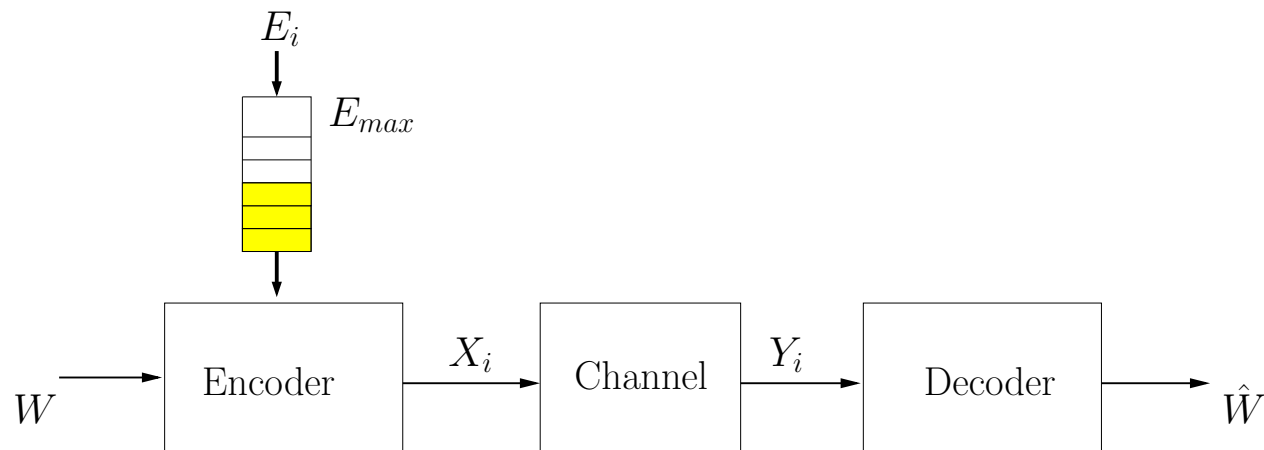 E_i
E_max
W
Encoder
X_i
Channel
Y_i
Decoder
Ŵ